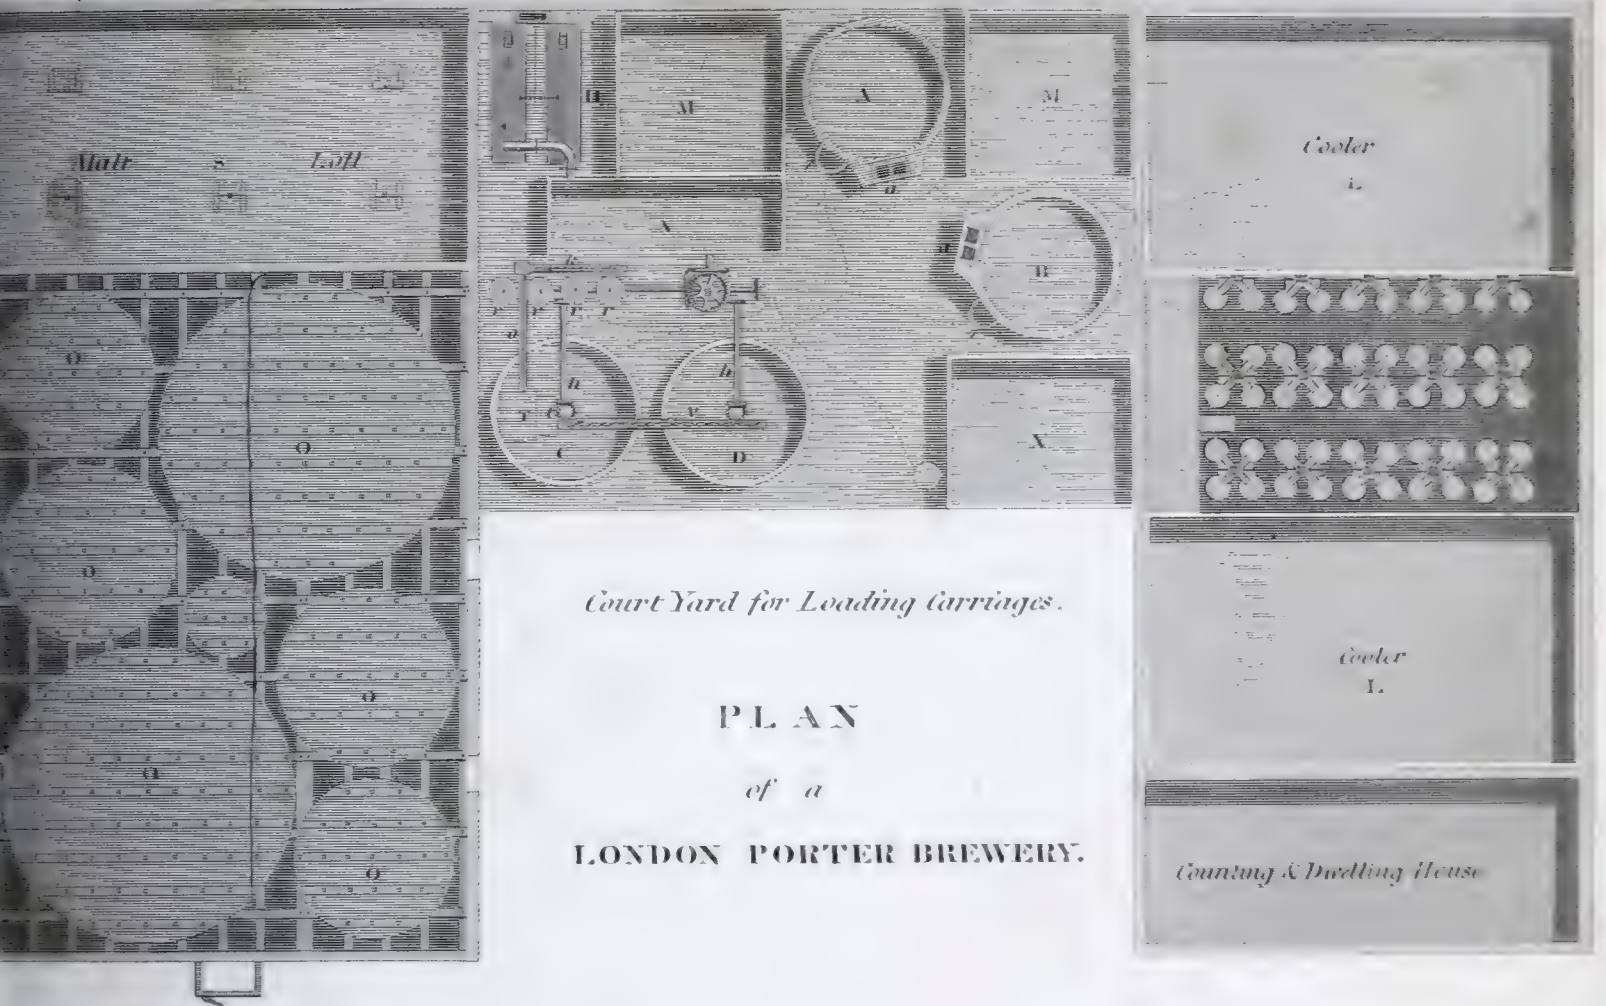 Malt s Loft
H
M
A
M
Cooler
L
a
B
a
X
O
O
O
O
O
O
h
h
h
r r r r
a
e
v
C
D
Court Yard for Loading Carriages.
PLAN
of a
LONDON PORTER BREWERY.
Cooler
L
Counting & Dwelling House